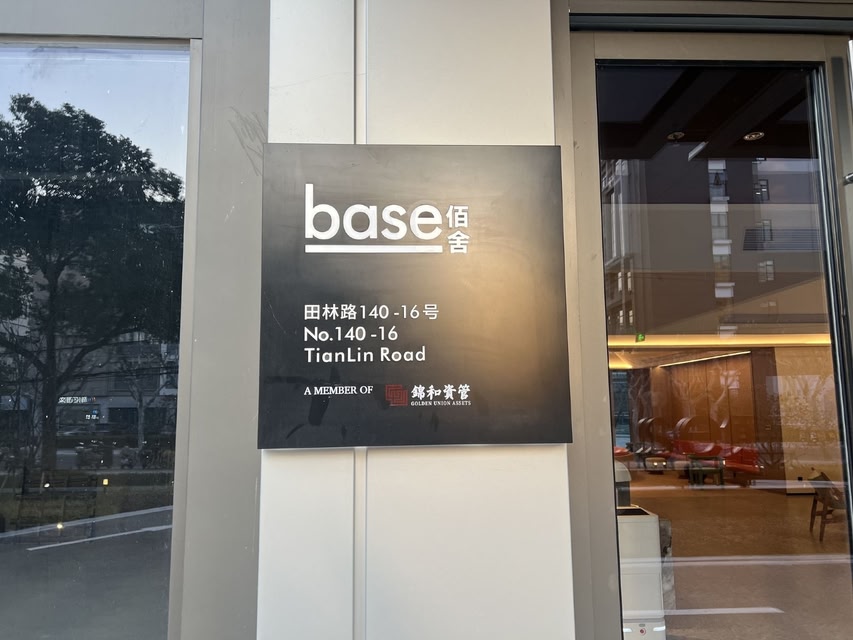 base佰舍
田林路140-16号
No.140-16
TianLin Road
A MEMBER OF 錦和資管
GOLDEN UNION ASSETS